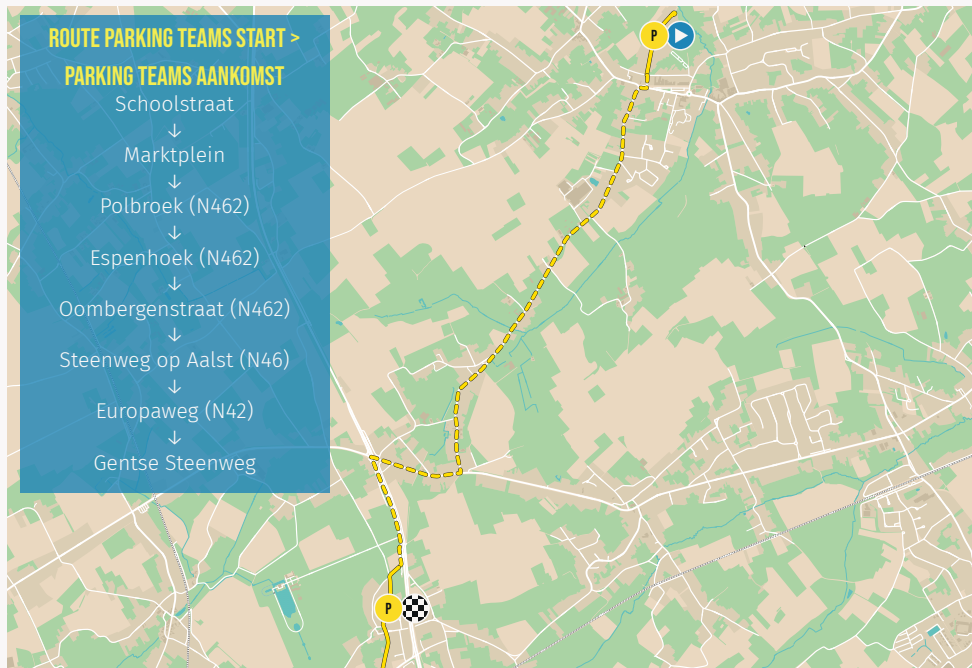 ROUTE PARKING TEAMS START >
PARKING TEAMS AANKOMST
Schoolstraat
↓
Marktplein
↓
Polbroek (N462)
↓
Espenhoek (N462)
↓
Oombergenstraat (N462)
↓
Steenweg op Aalst (N46)
↓
Europaweg (N42)
↓
Gentse Steenweg
P
P